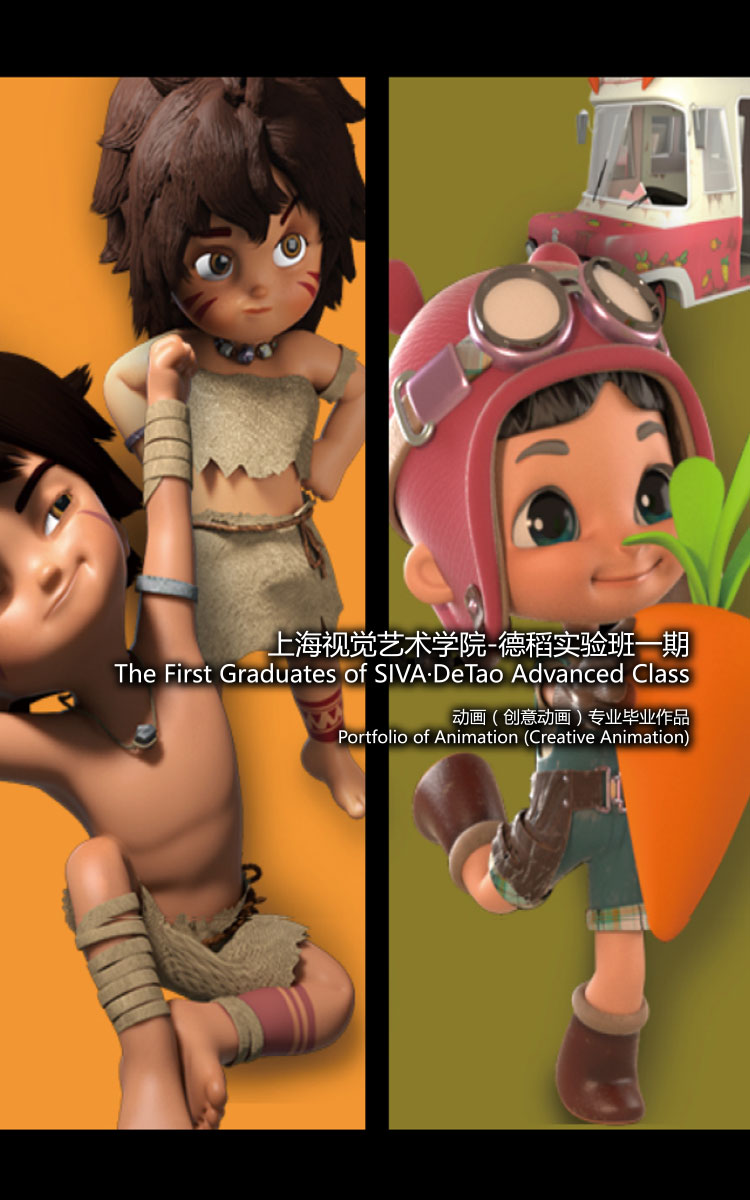 上海视觉艺术学院-德稻实验班一期
The First Graduates of SIVA·DeTao Advanced Class
动画（创意动画）专业毕业作品
Portfolio of Animation (Creative Animation)